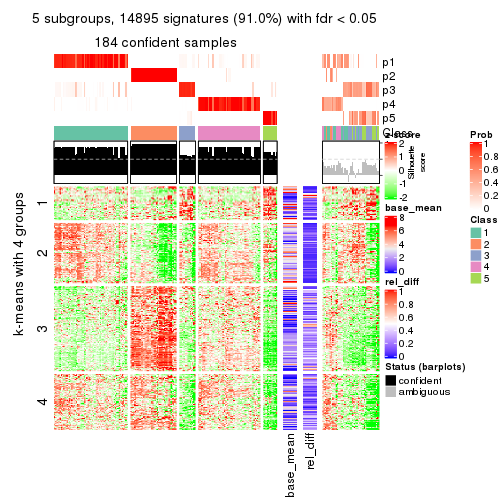 5 subgroups, 14895 signatures (91.0%) with fdr < 0.05
184 confident samples
p1
p2
p3
p4
p5
Class
z-score
2
1
0
-1
-2
Silhouette
score
Prob
1
0.8
0.6
0.4
0.2
0
base_mean
8
6
4
2
0
Class
1
2
3
4
5
rel_diff
1
0.8
0.6
0.4
0.2
0
Status (barplots)
confident
ambiguous
k-means with 4 groups
1
2
3
4
base_mean
rel_diff